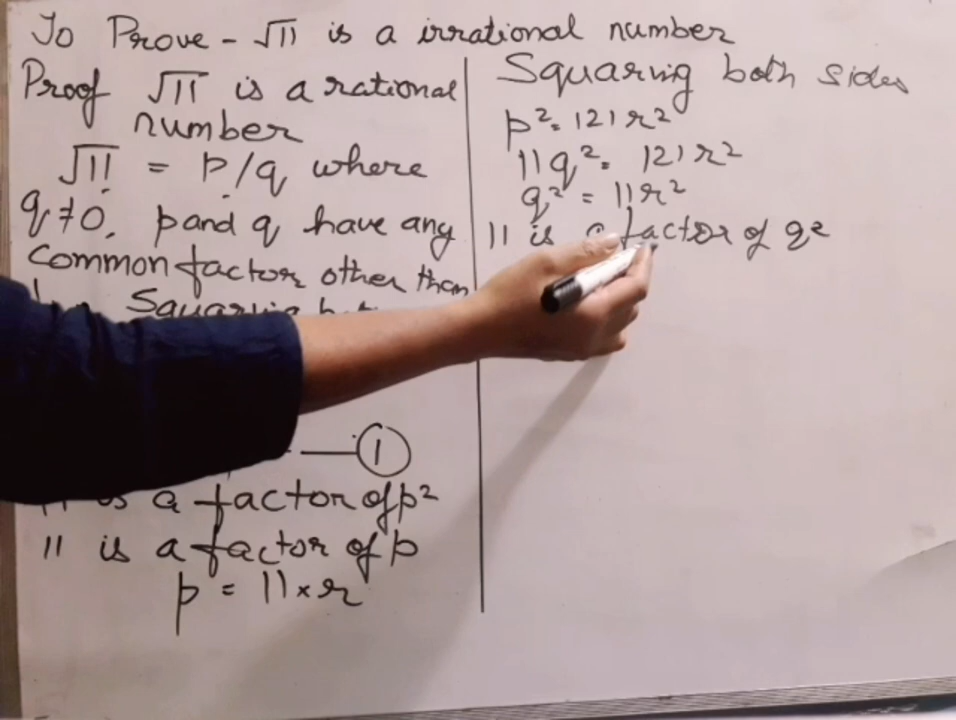 To Prove - √11 is a irrational number
Proof √11 is a rational
number
√11 = p/q where
q≠0, p and q have any
Common factor other than
Squaring
1
is a factor of p²
11 is a factor of p
p = 11×r
Squaring both sides
p² = 121r²
11q² = 121r²
q² = 11r²
11 is a factor of q²